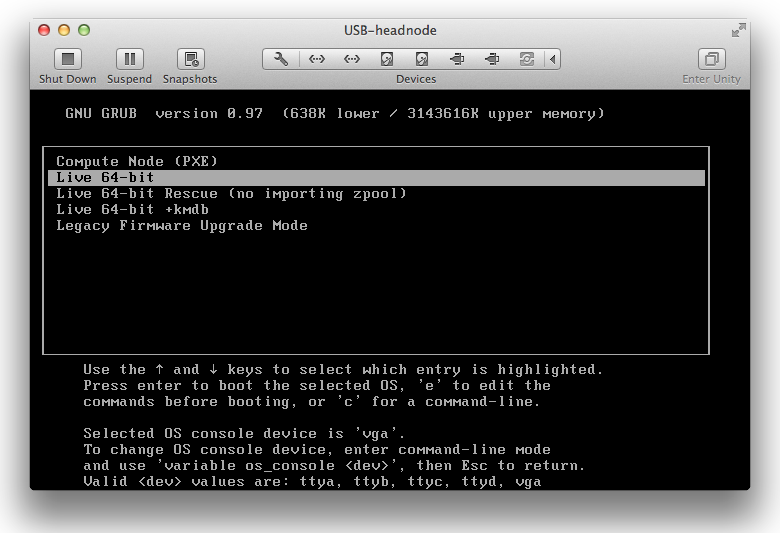 USB-headnode
Shut Down Suspend Snapshots Devices Enter Unity
GNU GRUB version 0.97 (638K lower / 3143616K upper memory)
Compute Node (PXE)
Live 64-bit
Live 64-bit Rescue (no importing zpool)
Live 64-bit +kmdb
Legacy Firmware Upgrade Mode
Use the ↑ and ↓ keys to select which entry is highlighted.
Press enter to boot the selected OS, 'e' to edit the
commands before booting, or 'c' for a command-line.
Selected OS console device is 'vga'.
To change OS console device, enter command-line mode
and use 'variable os_console <dev>', then Esc to return.
Valid <dev> values are: ttya, ttyb, ttyc, ttyd, vga